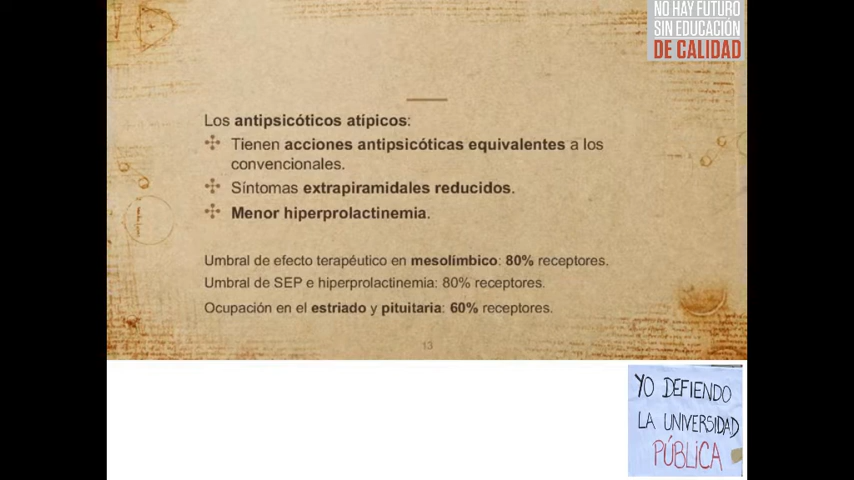 NO HAY FUTURO
SIN EDUCACIÓN
DE CALIDAD
Los antipsicóticos atípicos:
Tienen acciones antipsicóticas equivalentes a los
convencionales.
Síntomas extrapiramidales reducidos.
Menor hiperprolactinemia.
Umbral de efecto terapéutico en mesolímbico: 80% receptores.
Umbral de SEP e hiperprolactinemia: 80% receptores.
Ocupación en el estriado y pituitaria: 60% receptores.
13
YO DEFIENDO
LA UNIVERSIDAD
PÚBLICA